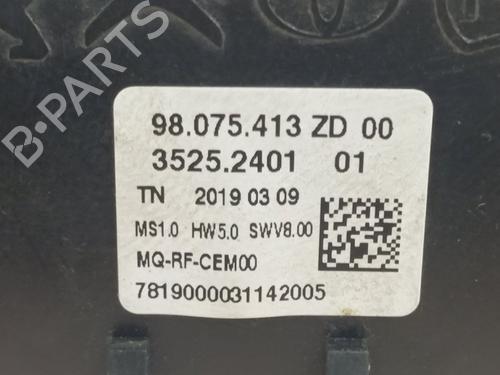 98.075.413 ZD 00
3525.2401 01
TN 2019 03 09
MS1.0 HW5.0 SWV8.00
MQ-RF-CEM00
7819000031142005
B-PARTS